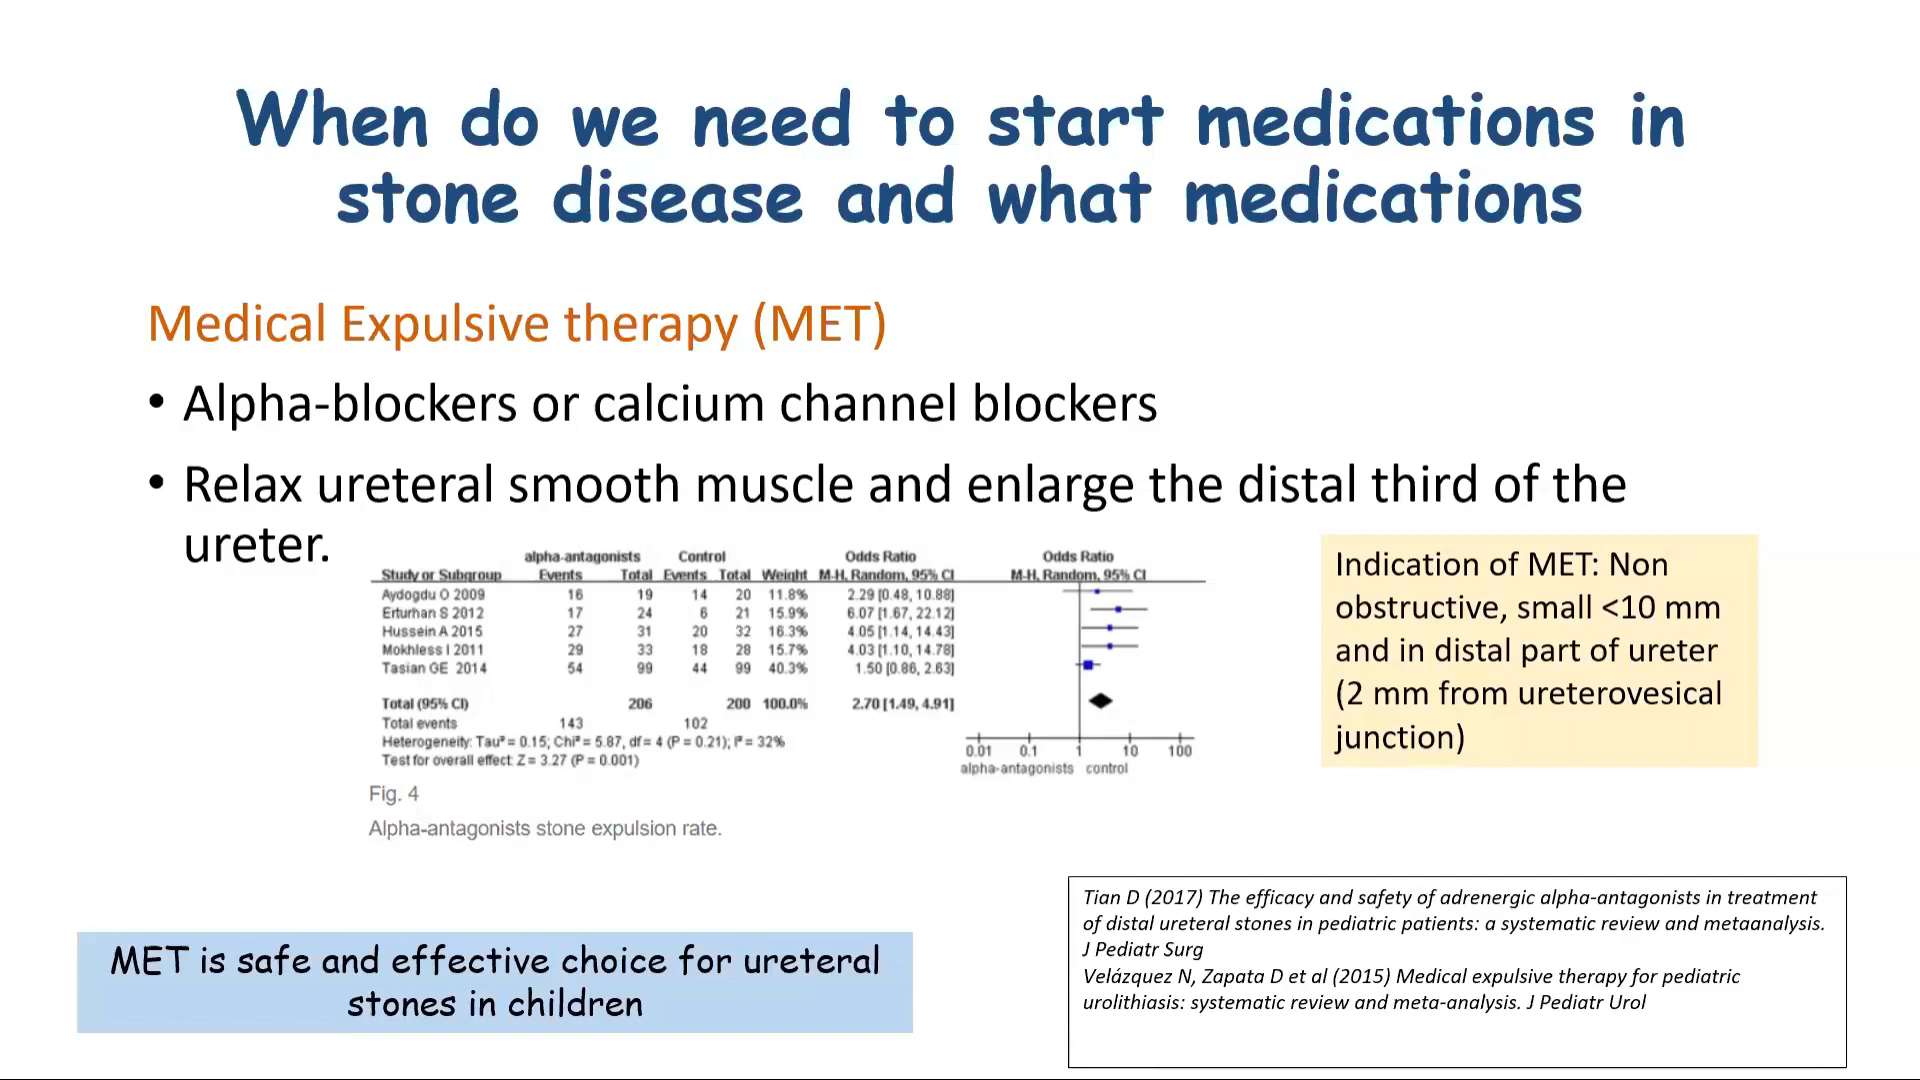 When do we need to start medications in
stone disease and what medications
Medical Expulsive therapy (MET)
• Alpha-blockers or calcium channel blockers
• Relax ureteral smooth muscle and enlarge the distal third of the
ureter.
alpha-antagonists Control Odds Ratio Odds Ratio
Study or Subgroup Events Total Events Total Weight M-H, Random, 95% CI M-H, Random, 95% CI
Aydogdu O 2009 16 19 14 20 11.8% 2.29 [0.48, 10.88]
Erturhan S 2012 17 24 6 21 15.9% 6.07 [1.67, 22.12]
Hussein A 2015 27 31 20 32 16.3% 4.05 [1.14, 14.43]
Mokhless I 2011 29 33 18 28 15.7% 4.03 [1.10, 14.78]
Tasian GE 2014 54 99 44 99 40.3% 1.50 [0.86, 2.63]
Total (95% CI) 206 200 100.0% 2.70 [1.49, 4.91]
Total events 143 102
Heterogeneity: Tau² = 0.15; Chi² = 5.87, df = 4 (P = 0.21); I² = 32%
Test for overall effect: Z = 3.27 (P = 0.001)
0.01 0.1 1 10 100
alpha-antagonists control
Fig. 4
Alpha-antagonists stone expulsion rate.
Indication of MET: Non
obstructive, small <10 mm
and in distal part of ureter
(2 mm from ureterovesical
junction)
MET is safe and effective choice for ureteral
stones in children
Tian D (2017) The efficacy and safety of adrenergic alpha-antagonists in treatment
of distal ureteral stones in pediatric patients: a systematic review and metaanalysis.
J Pediatr Surg
Velázquez N, Zapata D et al (2015) Medical expulsive therapy for pediatric
urolithiasis: systematic review and meta-analysis. J Pediatr Urol